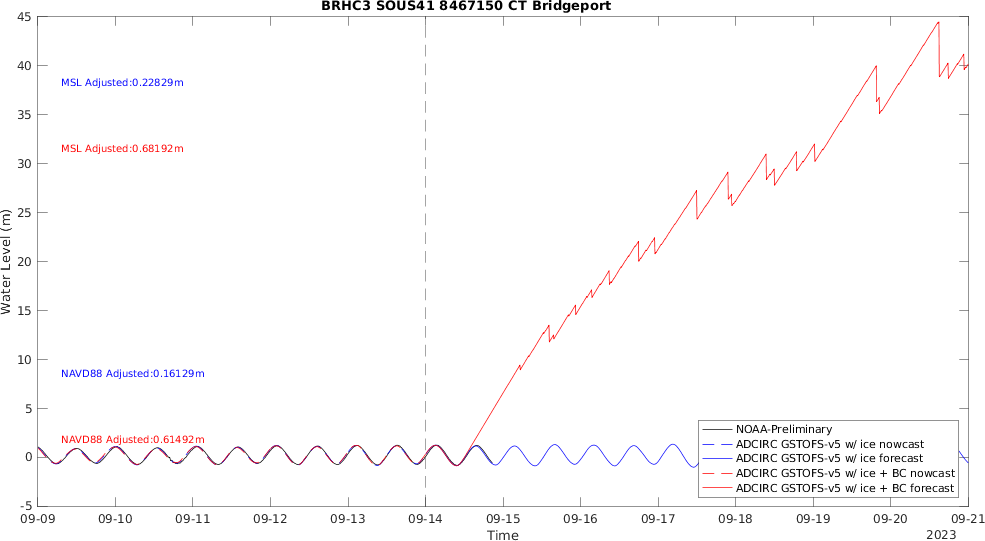 BRHC3 SOUS41 8467150 CT Bridgeport
45
40
35
30
25
20
15
10
5
0
-5
Water Level (m)
MSL Adjusted:0.22829m
MSL Adjusted:0.68192m
NAVD88 Adjusted:0.16129m
NAVD88 Adjusted:0.61492m
NOAA-Preliminary
ADCIRC GSTOFS-v5 w/ ice nowcast
ADCIRC GSTOFS-v5 w/ ice forecast
ADCIRC GSTOFS-v5 w/ ice + BC nowcast
ADCIRC GSTOFS-v5 w/ ice + BC forecast
09-09 09-10 09-11 09-12 09-13 09-14 09-15 09-16 09-17 09-18 09-19 09-20 09-21
Time
2023